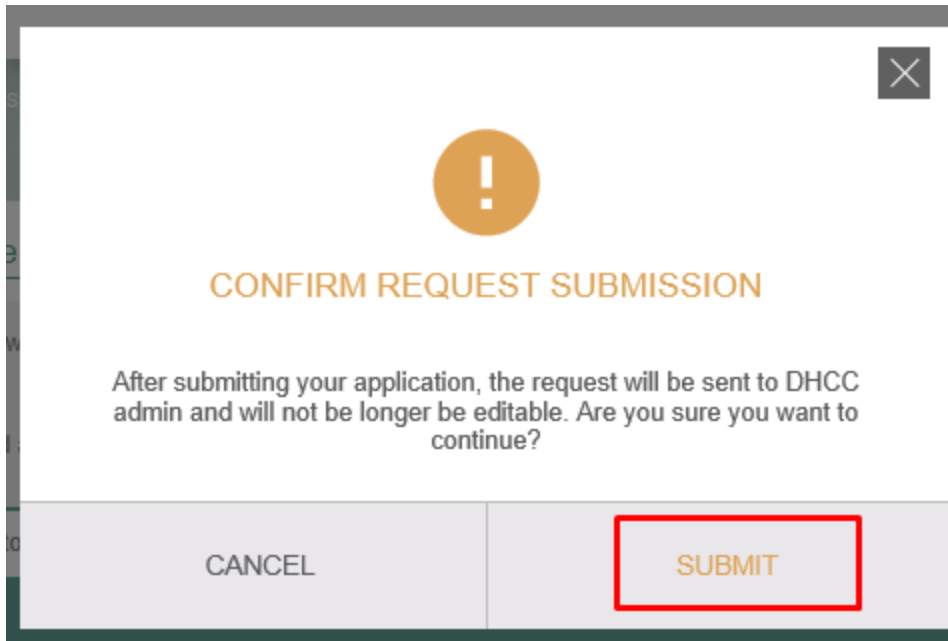 CONFIRM REQUEST SUBMISSION
After submitting your application, the request will be sent to DHCC
admin and will not be longer be editable. Are you sure you want to
continue?
CANCEL
SUBMIT